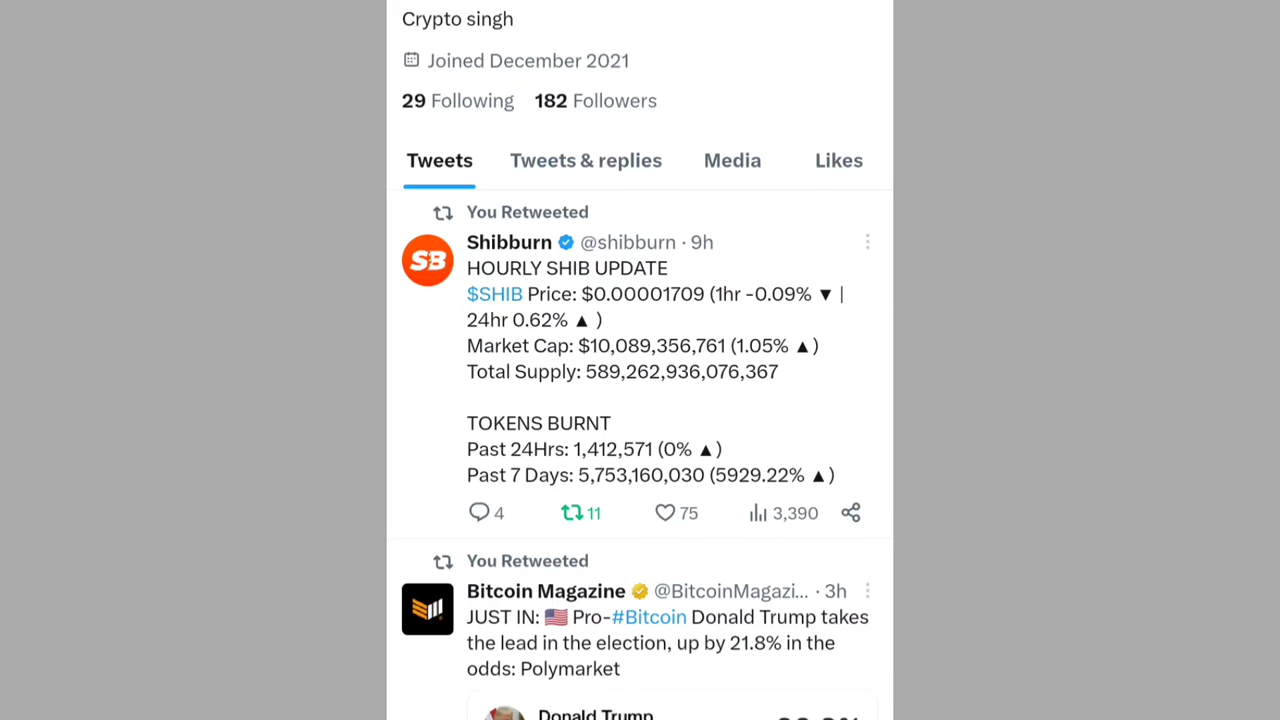 Crypto singh
Joined December 2021
29 Following 182 Followers
Tweets Tweets & replies Media Likes
You Retweeted
Shibburn @shibburn · 9h
SB
HOURLY SHIB UPDATE
$SHIB Price: $0.00001709 (1hr -0.09% ▼ |
24hr 0.62% ▲ )
Market Cap: $10,089,356,761 (1.05% ▲)
Total Supply: 589,262,936,076,367
TOKENS BURNT
Past 24Hrs: 1,412,571 (0% ▲)
Past 7 Days: 5,753,160,030 (5929.22% ▲)
4 11 75 3,390
You Retweeted
Bitcoin Magazine @BitcoinMagazi... · 3h
JUST IN: 🇺🇸 Pro-#Bitcoin Donald Trump takes
the lead in the election, up by 21.8% in the
odds: Polymarket
Donald Trump